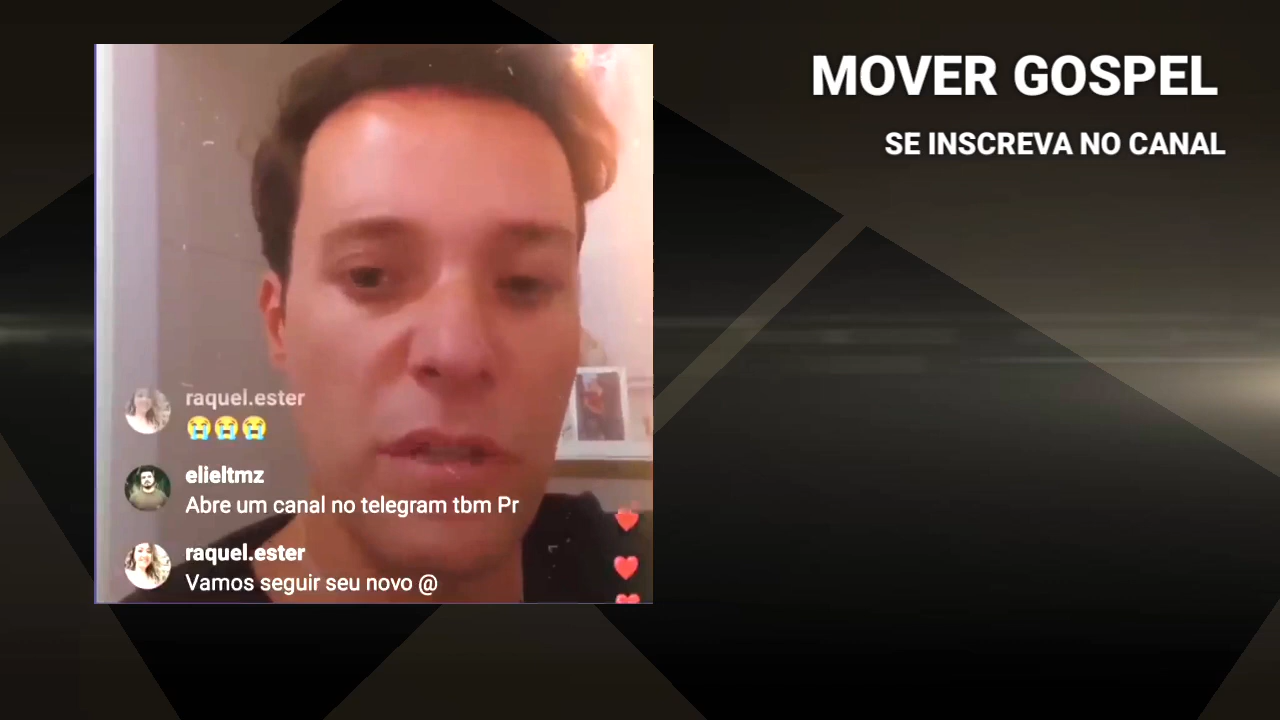 MOVER GOSPEL
SE INSCREVA NO CANAL
raquel.ester
😭😭😭
elieltmz
Abre um canal no telegram tbm Pr
raquel.ester
Vamos seguir seu novo @